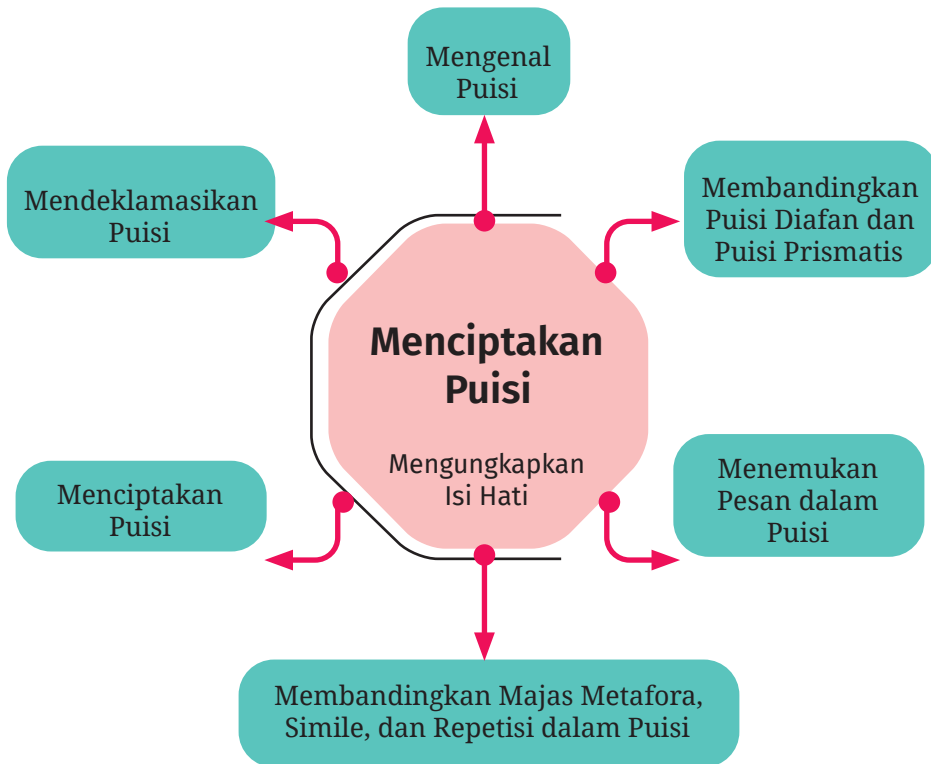 Mengenal
Puisi
Mendeklamasikan
Puisi
Membandingkan
Puisi Diafan dan
Puisi Prismatis
Menciptakan
Puisi
Mengungkapkan
Isi Hati
Menciptakan
Puisi
Menemukan
Pesan dalam
Puisi
Membandingkan Majas Metafora,
Simile, dan Repetisi dalam Puisi